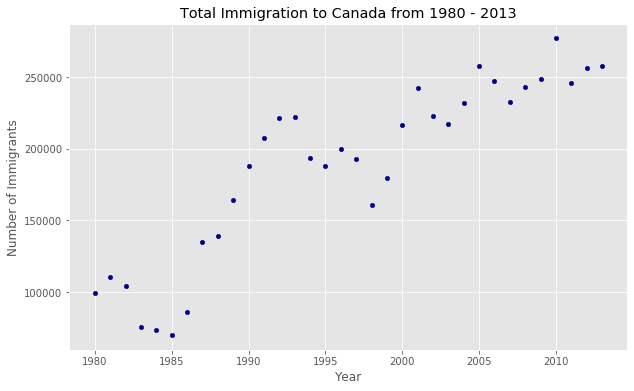 Total Immigration to Canada from 1980 - 2013
250000
200000
150000
100000
Number of Immigrants
1980 1985 1990 1995 2000 2005 2010
Year